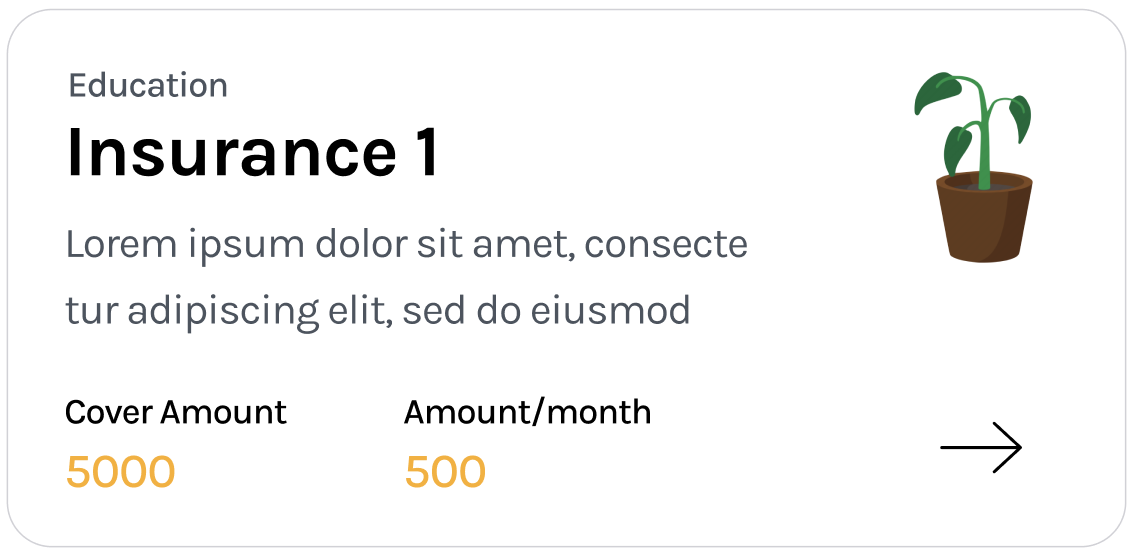 Education
Insurance 1
Lorem ipsum dolor sit amet, consecte
tur adipiscing elit, sed do eiusmod
Cover Amount
Amount/month
5000
500